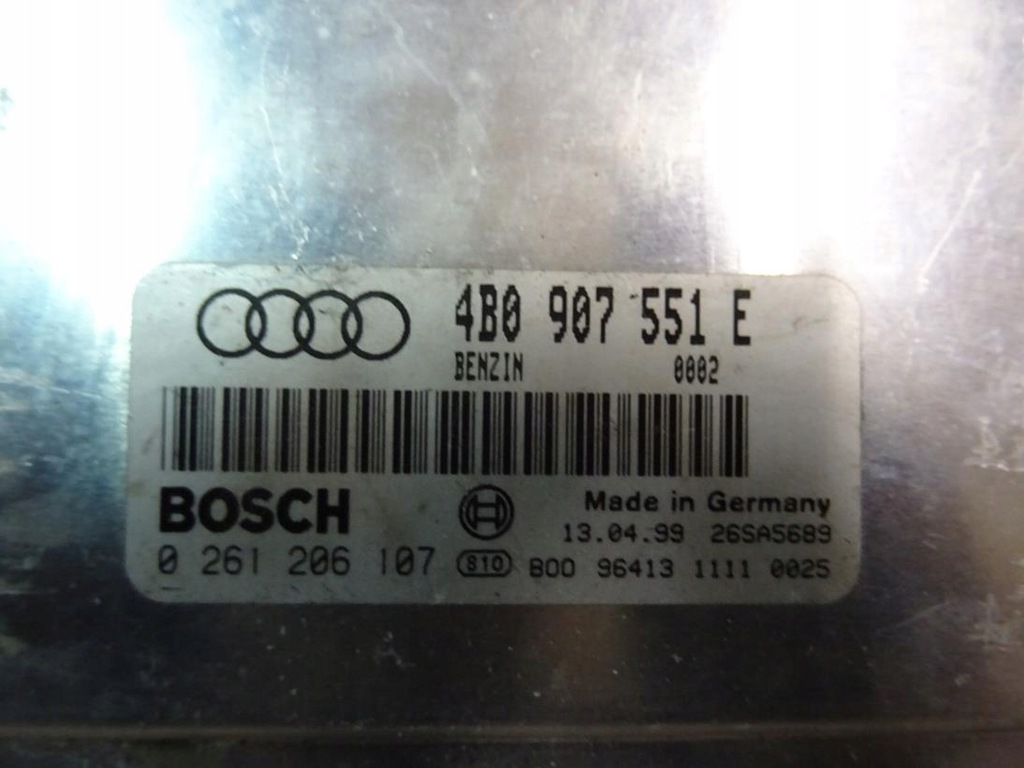 4B0 907 551 E
BENZIN 0002
BOSCH Made in Germany
13.04.99 26SA5689
0 261 206 107 S10 B00 96413 1111 0025